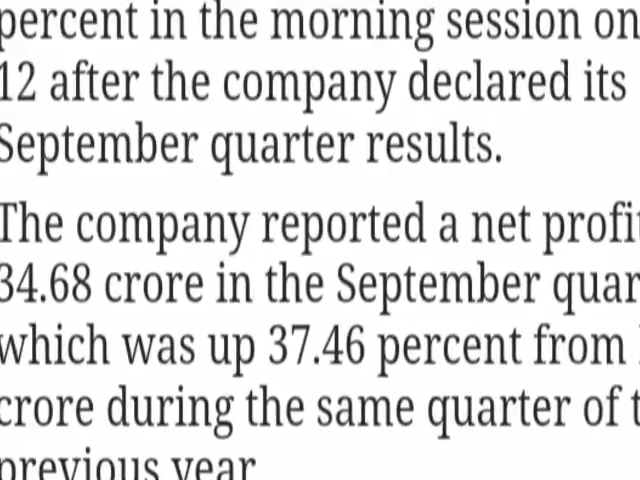 percent in the morning session on
12 after the company declared its
September quarter results.
The company reported a net profit
34.68 crore in the September
which was up 37.46 percent from
crore during the same quarter of
previous year